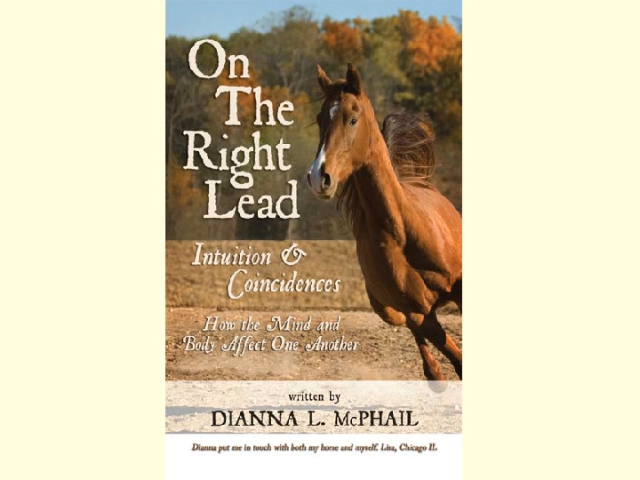 On
The
Right
Lead
Intuition &
Coincidences
How the Mind and
Body Affect One Another
written by
DIANNA L. McPHAIL
Dianna put me in touch with both my horse and myself. Lisa, Chicago IL